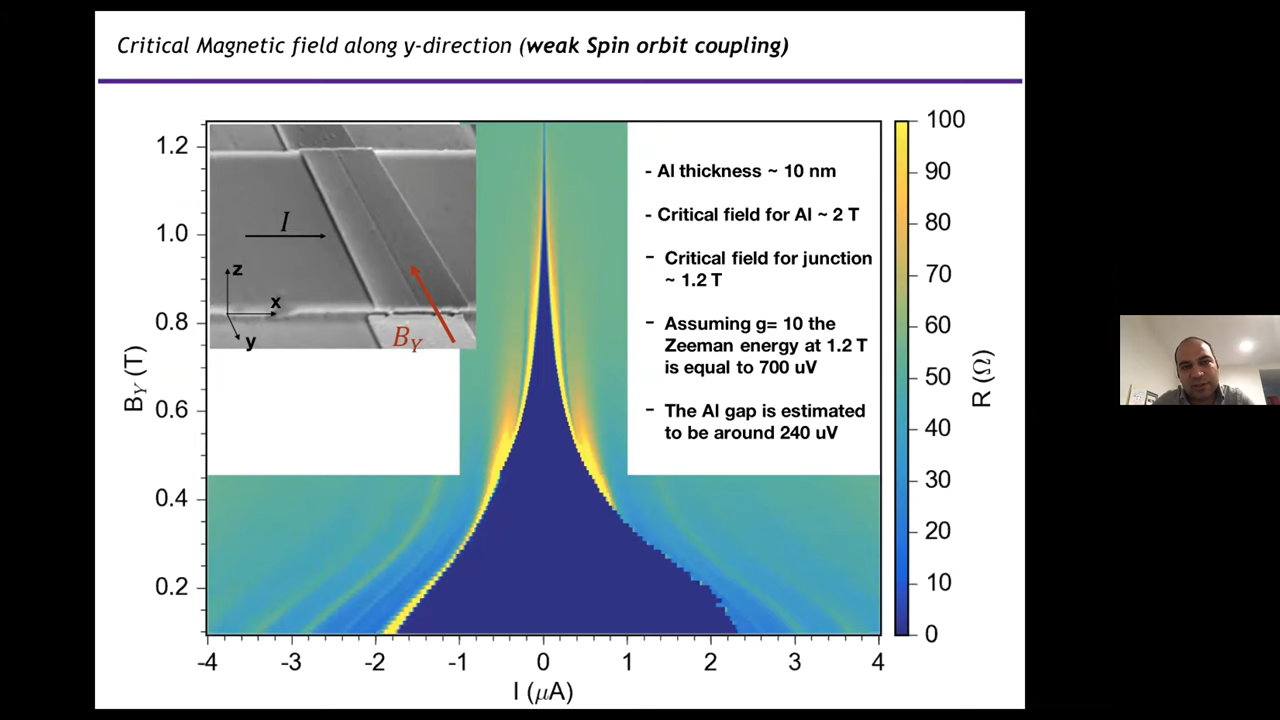 Critical Magnetic field along y-direction (weak Spin orbit coupling)
1.2
1.0
0.8
0.6
0.4
0.2
B_Y (T)
I
z
x
y
B_Y
- Al thickness ~ 10 nm
- Critical field for Al ~ 2 T
- Critical field for junction
~ 1.2 T
- Assuming g= 10 the
Zeeman energy at 1.2 T
is equal to 700 uV
- The Al gap is estimated
to be around 240 uV
100
90
80
70
60
50
40
30
20
10
0
R (Ω)
-4 -3 -2 -1 0 1 2 3 4
I (μA)